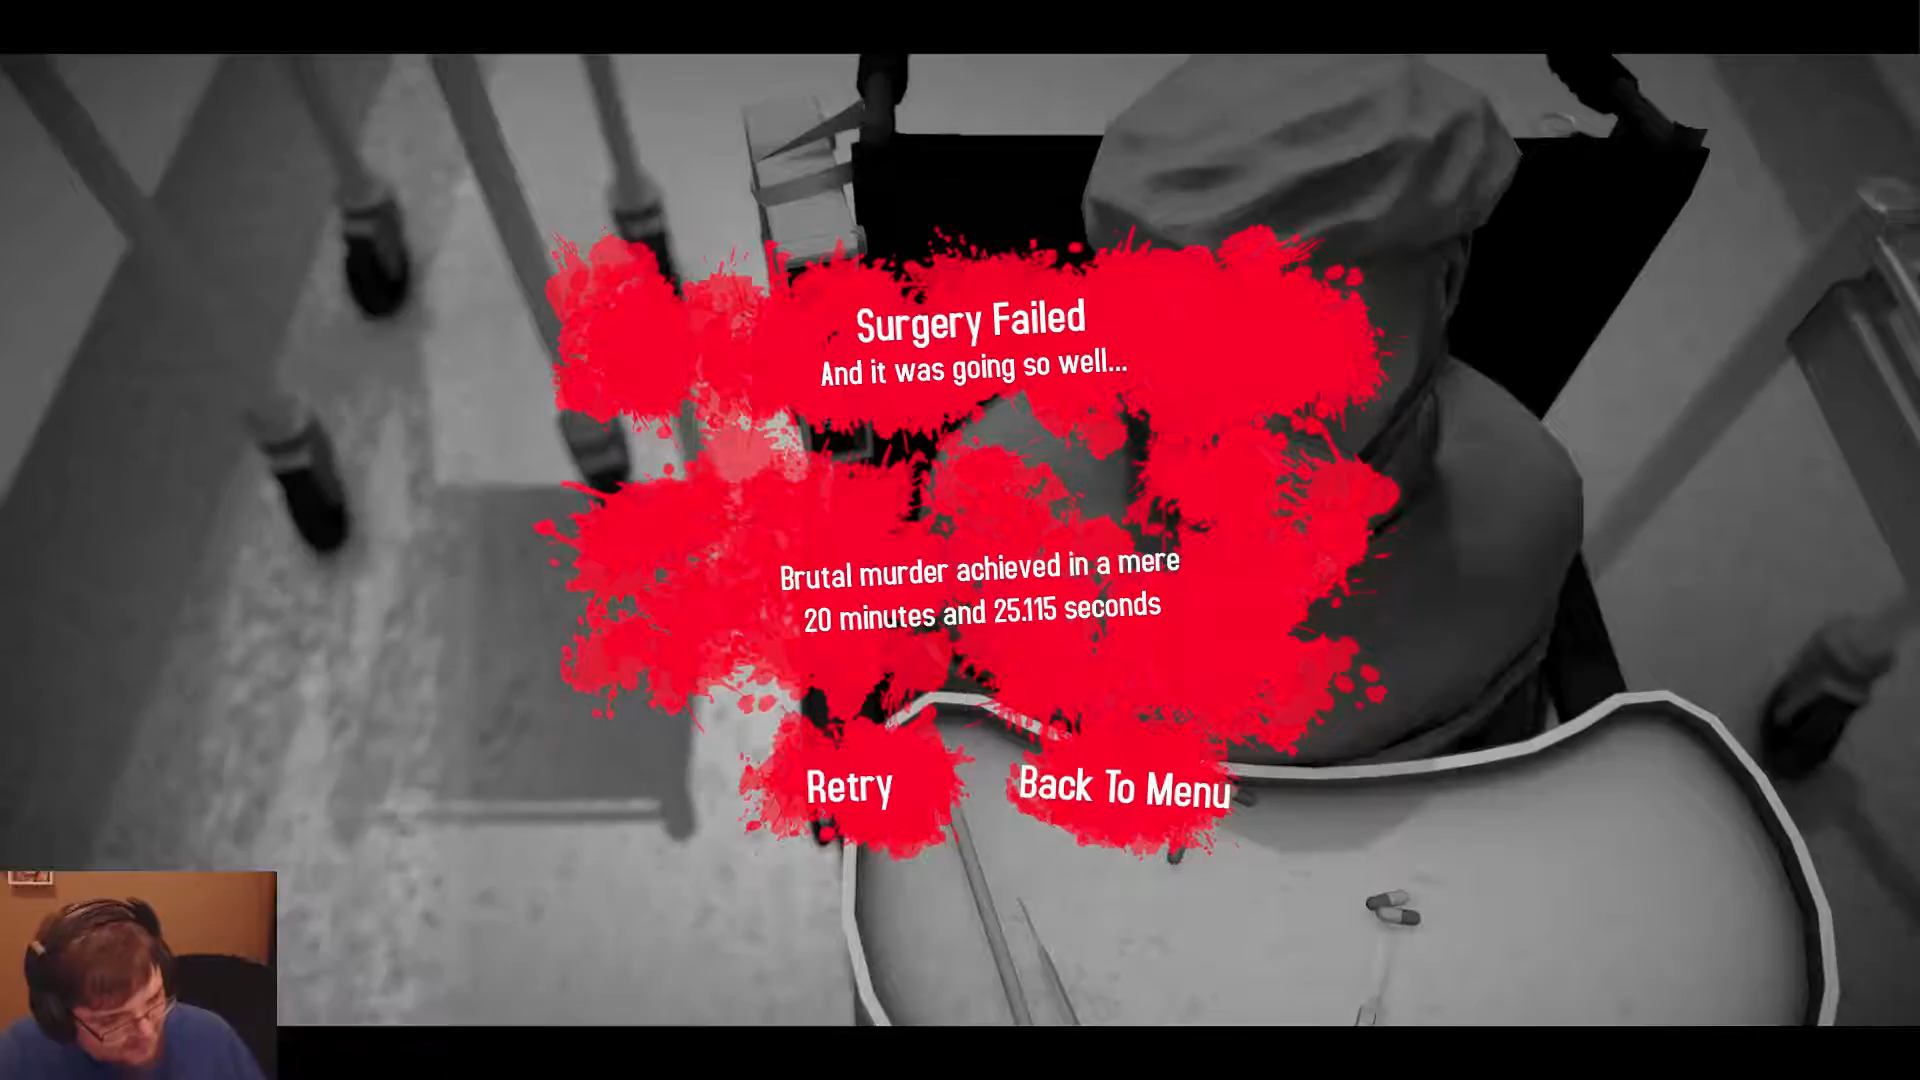 Surgery Failed
And it was going so well...
Brutal murder achieved in a mere
20 minutes and 25.115 seconds
Retry
Back To Menu